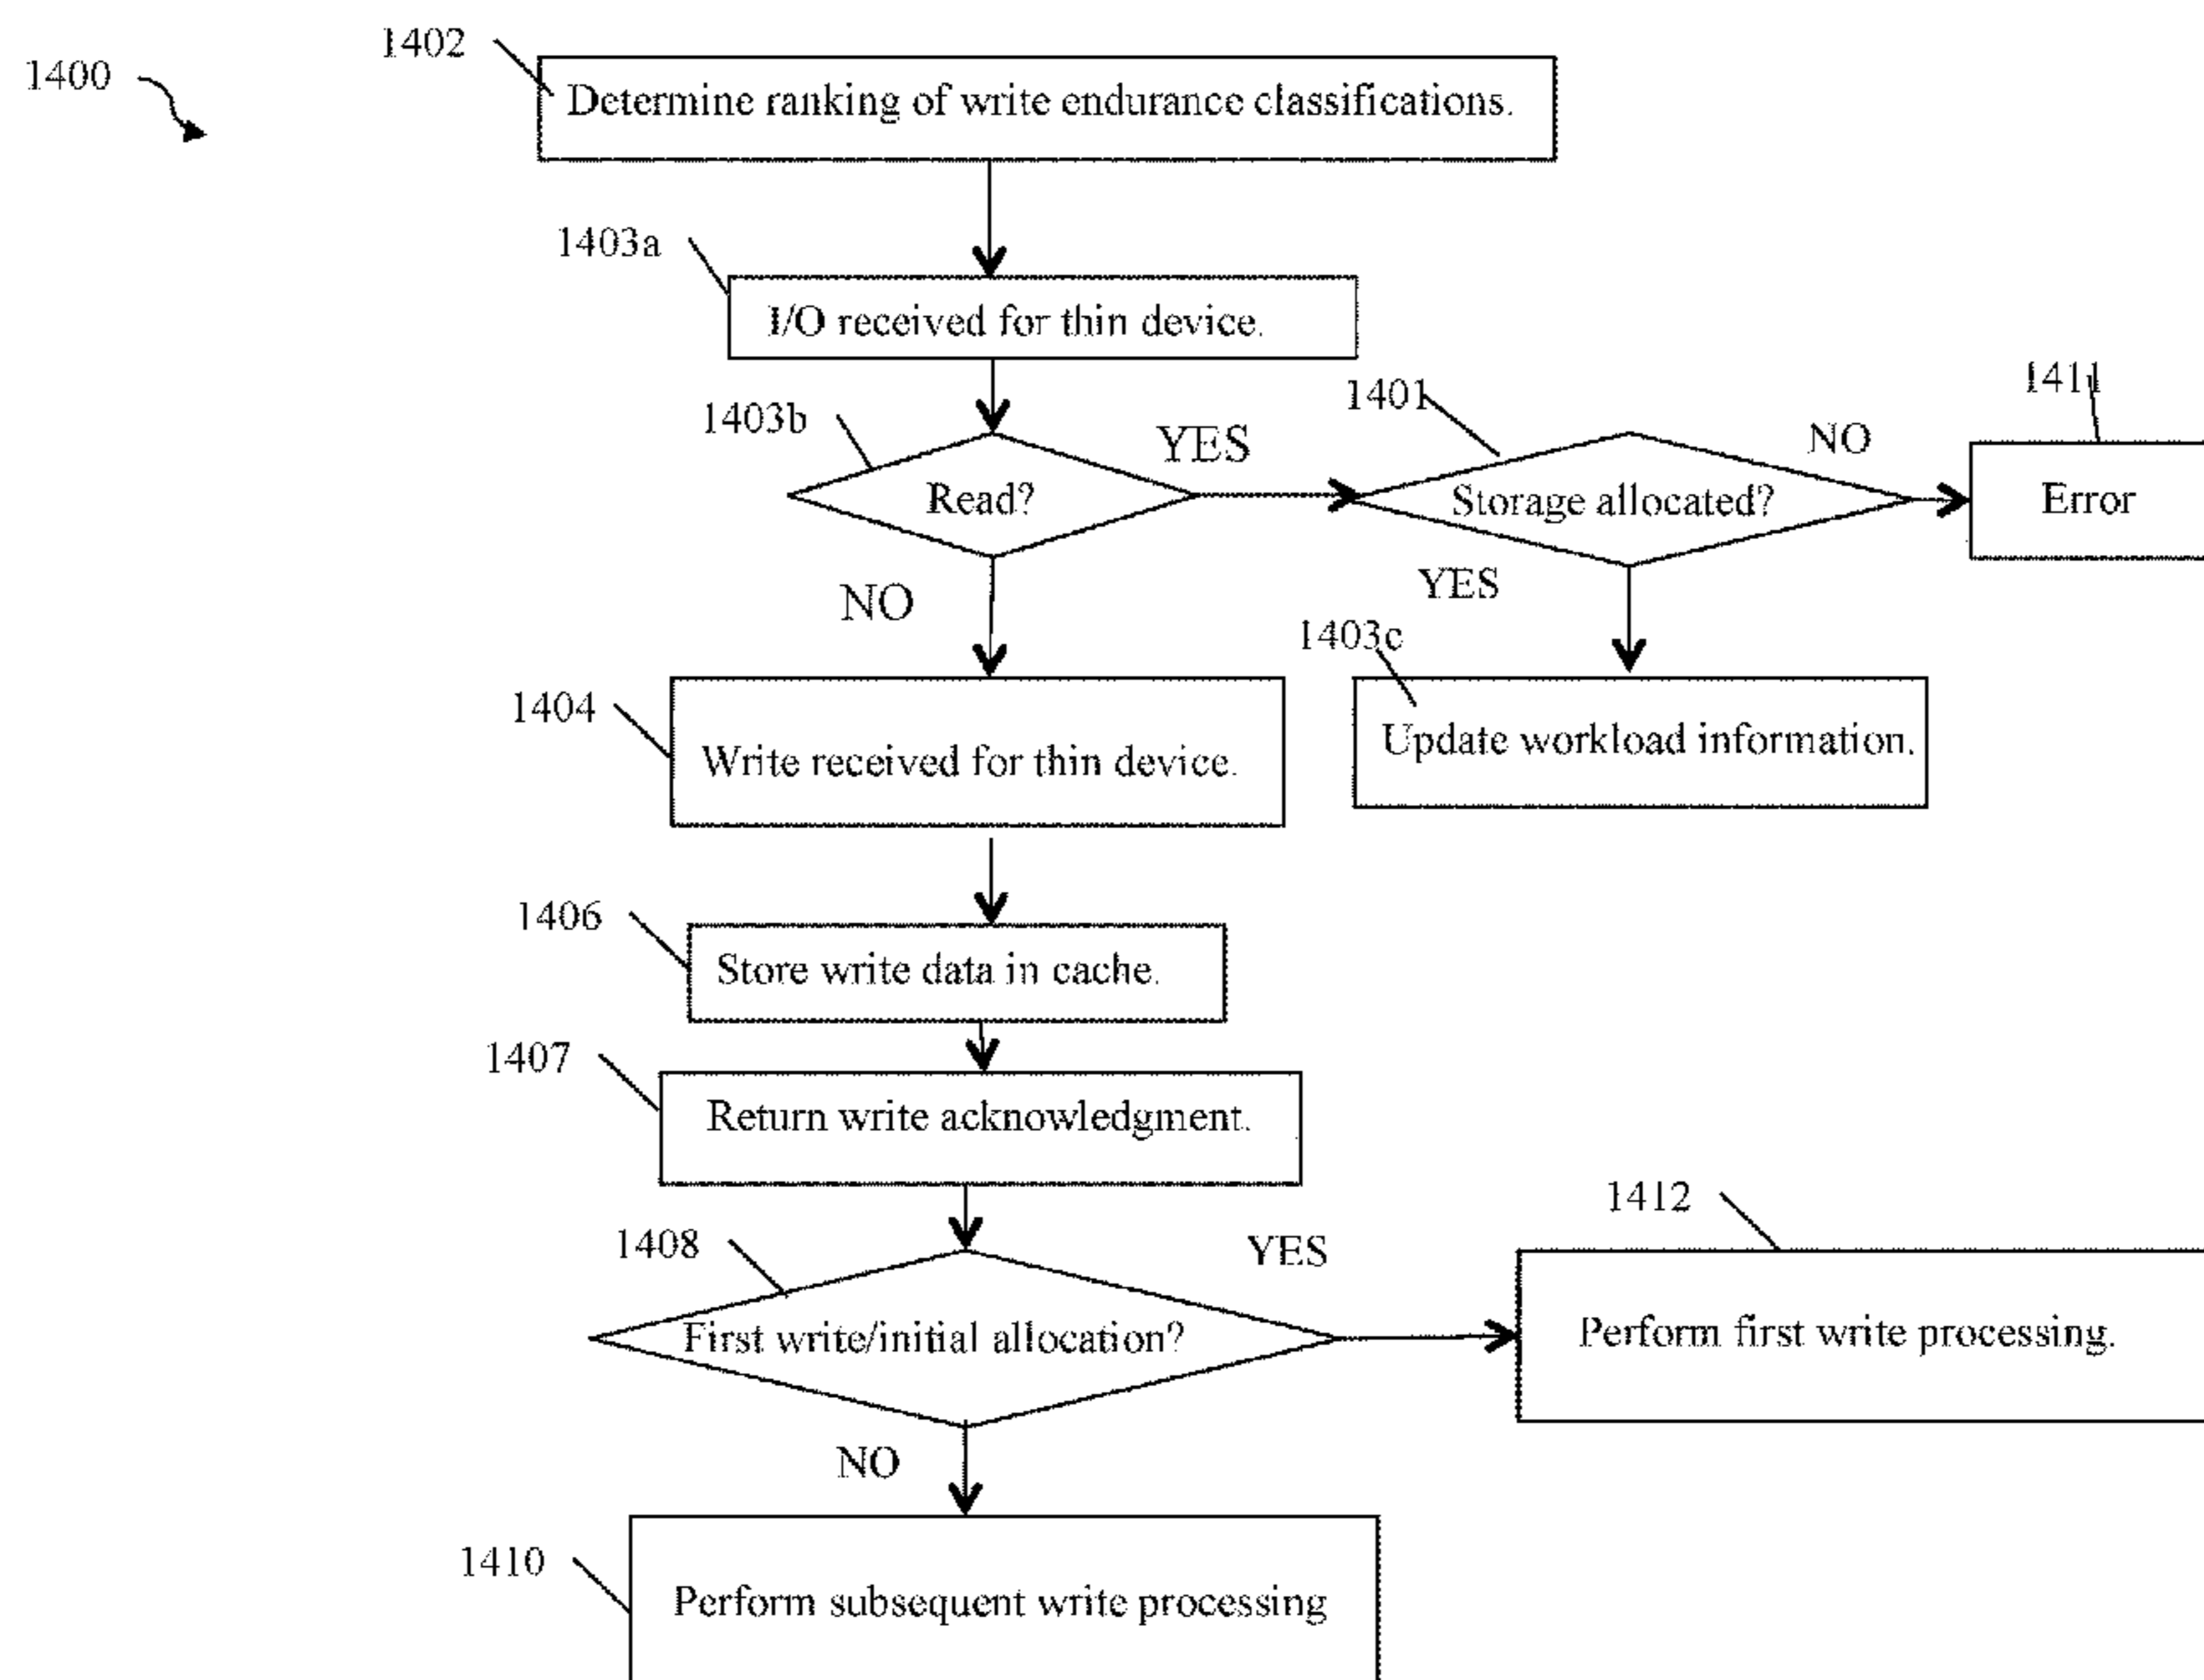 1402
1400
Determine ranking of write endurance classifications.
1403a
I/O received for thin device.
1401
1411
1403b
YES
NO
Read?
Storage allocated?
Error
NO
YES
1403c
1404
Update workload information.
Write received for thin device.
1406
Store write data in cache.
1407
Return write acknowledgment.
1412
1408
YES
First write/initial allocation?
Perform first write processing.
NO
1410
Perform subsequent write processing